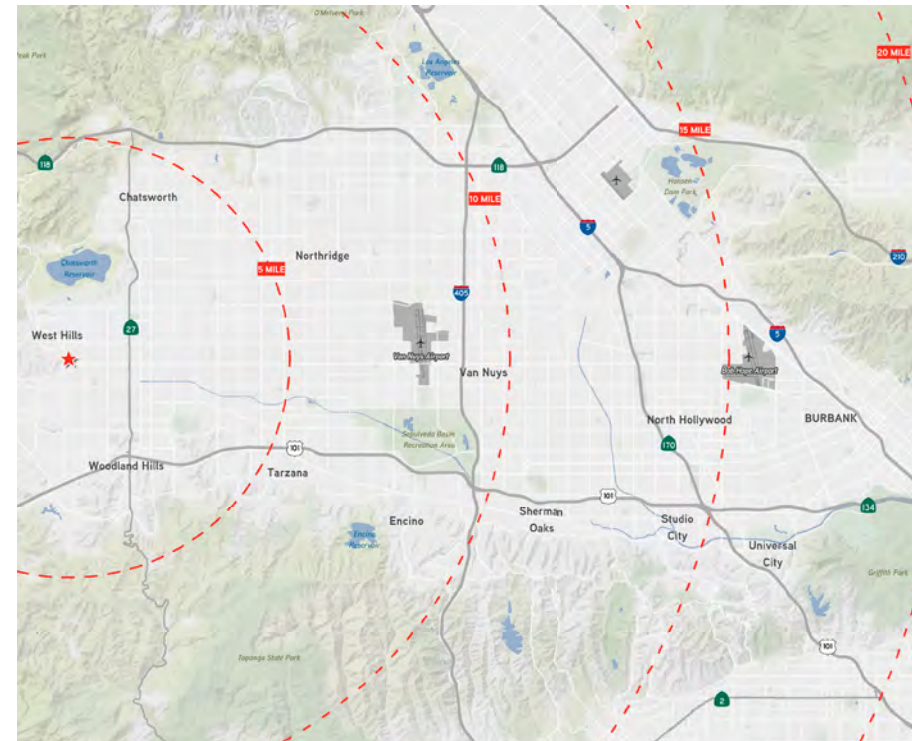 O'Melveny Park
Peak Park
Los Angeles
Reservoir
20 MILE
15 MILE
118
118
Hansen
Dam Park
Chatsworth
10 MILE
5
210
Northridge
Chatsworth
Reservoir
5 MILE
405
27
West Hills
5
Van Nuys Airport
Van Nuys
Bob Hope Airport
North Hollywood
BURBANK
Sepulveda Basin
Recreation Area
170
101
Woodland Hills
Tarzana
101
134
Sherman
Oaks
Encino
Studio
City
Encino
Reservoir
Universal
City
Griffith Park
101
Topanga State Park
2